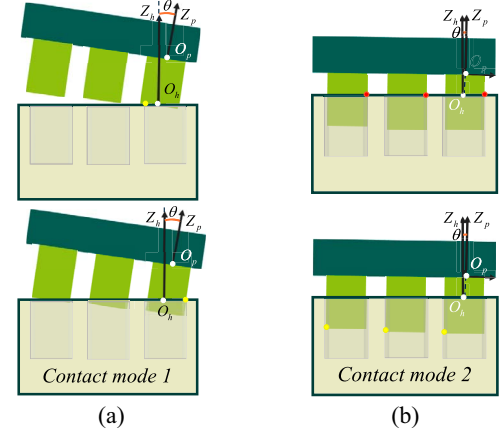 Z_h θ Z_p
O_p
O_h
Z_h Z_p
θ
O_p
O_h
Z_h θ Z_p
O_p
O_h
Contact mode 1
Z_h Z_p
θ
O_p
O_h
Contact mode 2
(a) (b)